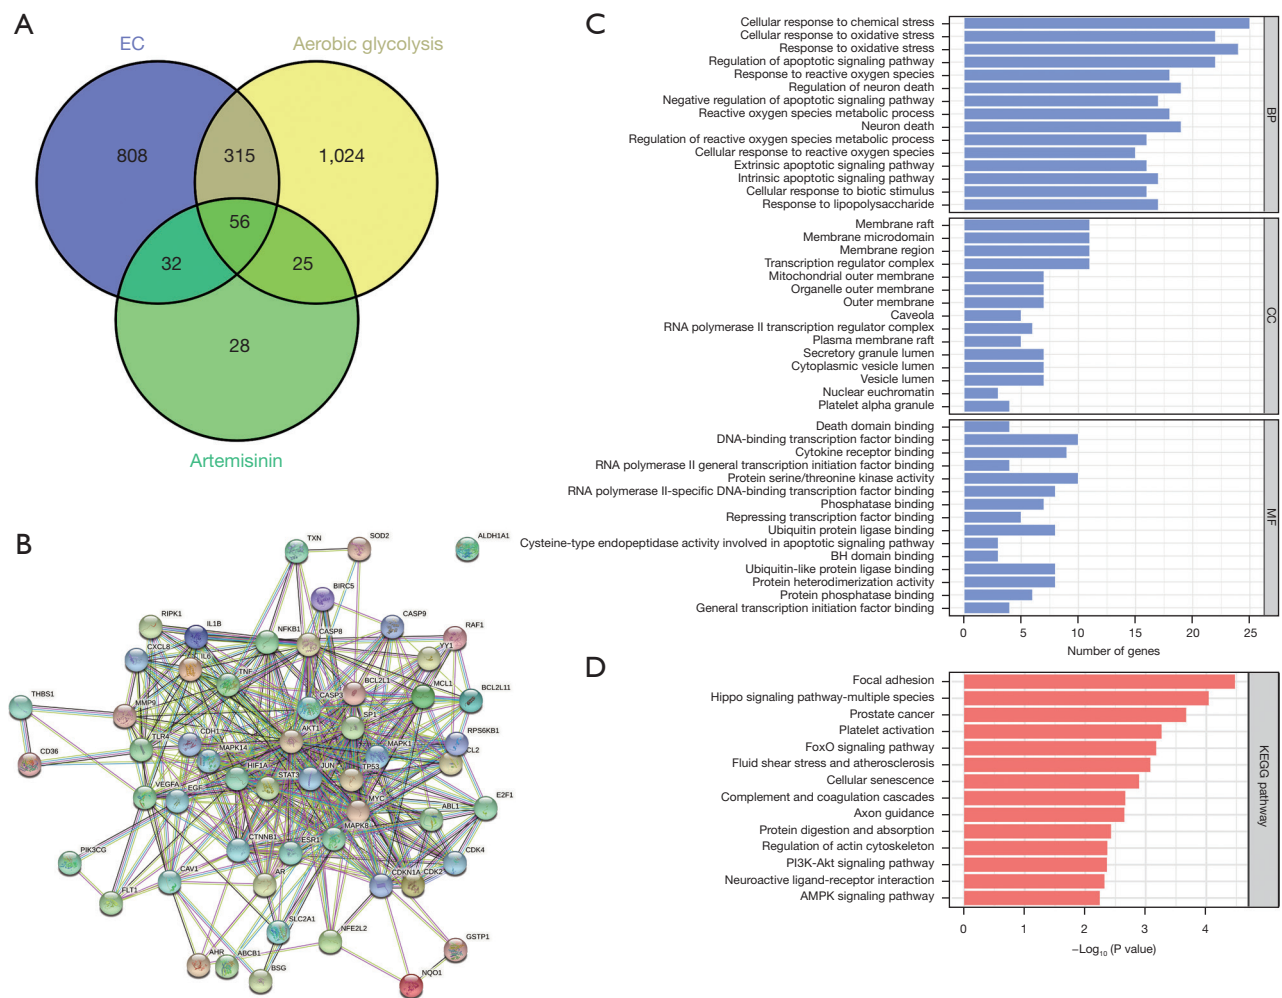 A
EC
Aerobic glycolysis
808
315
1,024
56
32
25
28
Artemisinin
B
TXN
SOD2
ALDH1A1
BIRC5
RIPK1
IL1B
NFKB1
CASP8
CASP9
RAF1
CXCL8
IL6
YY1
TNF
BCL2L1
MCL1
BCL2L11
THBS1
MMP9
CASP3
SP1
CD36
TLR4
CDH1
AKT1
MAPK1
RPS6KB1
MAPK14
CL2
HIF1A
STAT3
JUN
TP53
VEGFA
EGF
MYC
ABL1
E2F1
CTNNB1
ESR1
MAPK8
PIK3CG
CAV1
AR
CDKN1A
CDK2
CDK4
FLT1
SLC2A1
NFE2L2
GSTP1
AHR
ABCB1
BSG
NQO1
C
Cellular response to chemical stress
Cellular response to oxidative stress
Response to oxidative stress
Regulation of apoptotic signaling pathway
Response to reactive oxygen species
Regulation of neuron death
Negative regulation of apoptotic signaling pathway
Reactive oxygen species metabolic process
Neuron death
Regulation of reactive oxygen species metabolic process
Cellular response to reactive oxygen species
Extrinsic apoptotic signaling pathway
Intrinsic apoptotic signaling pathway
Cellular response to biotic stimulus
Response to lipopolysaccharide
BP
Membrane raft
Membrane microdomain
Membrane region
Transcription regulator complex
Mitochondrial outer membrane
Organelle outer membrane
Outer membrane
Caveola
RNA polymerase II transcription regulator complex
Plasma membrane raft
Secretory granule lumen
Cytoplasmic vesicle lumen
Vesicle lumen
Nuclear euchromatin
Platelet alpha granule
CC
Death domain binding
DNA-binding transcription factor binding
Cytokine receptor binding
RNA polymerase II general transcription initiation factor binding
Protein serine/threonine kinase activity
RNA polymerase II-specific DNA-binding transcription factor binding
Phosphatase binding
Repressing transcription factor binding
Ubiquitin protein ligase binding
Cysteine-type endopeptidase activity involved in apoptotic signaling pathway
BH domain binding
Ubiquitin-like protein ligase binding
Protein heterodimerization activity
Protein phosphatase binding
General transcription initiation factor binding
MF
0 5 10 15 20 25
Number of genes
D
Focal adhesion
Hippo signaling pathway-multiple species
Prostate cancer
Platelet activation
FoxO signaling pathway
Fluid shear stress and atherosclerosis
Cellular senescence
Complement and coagulation cascades
Axon guidance
Protein digestion and absorption
Regulation of actin cytoskeleton
PI3K-Akt signaling pathway
Neuroactive ligand-receptor interaction
AMPK signaling pathway
KEGG pathway
0 1 2 3 4
−Log10 (P value)